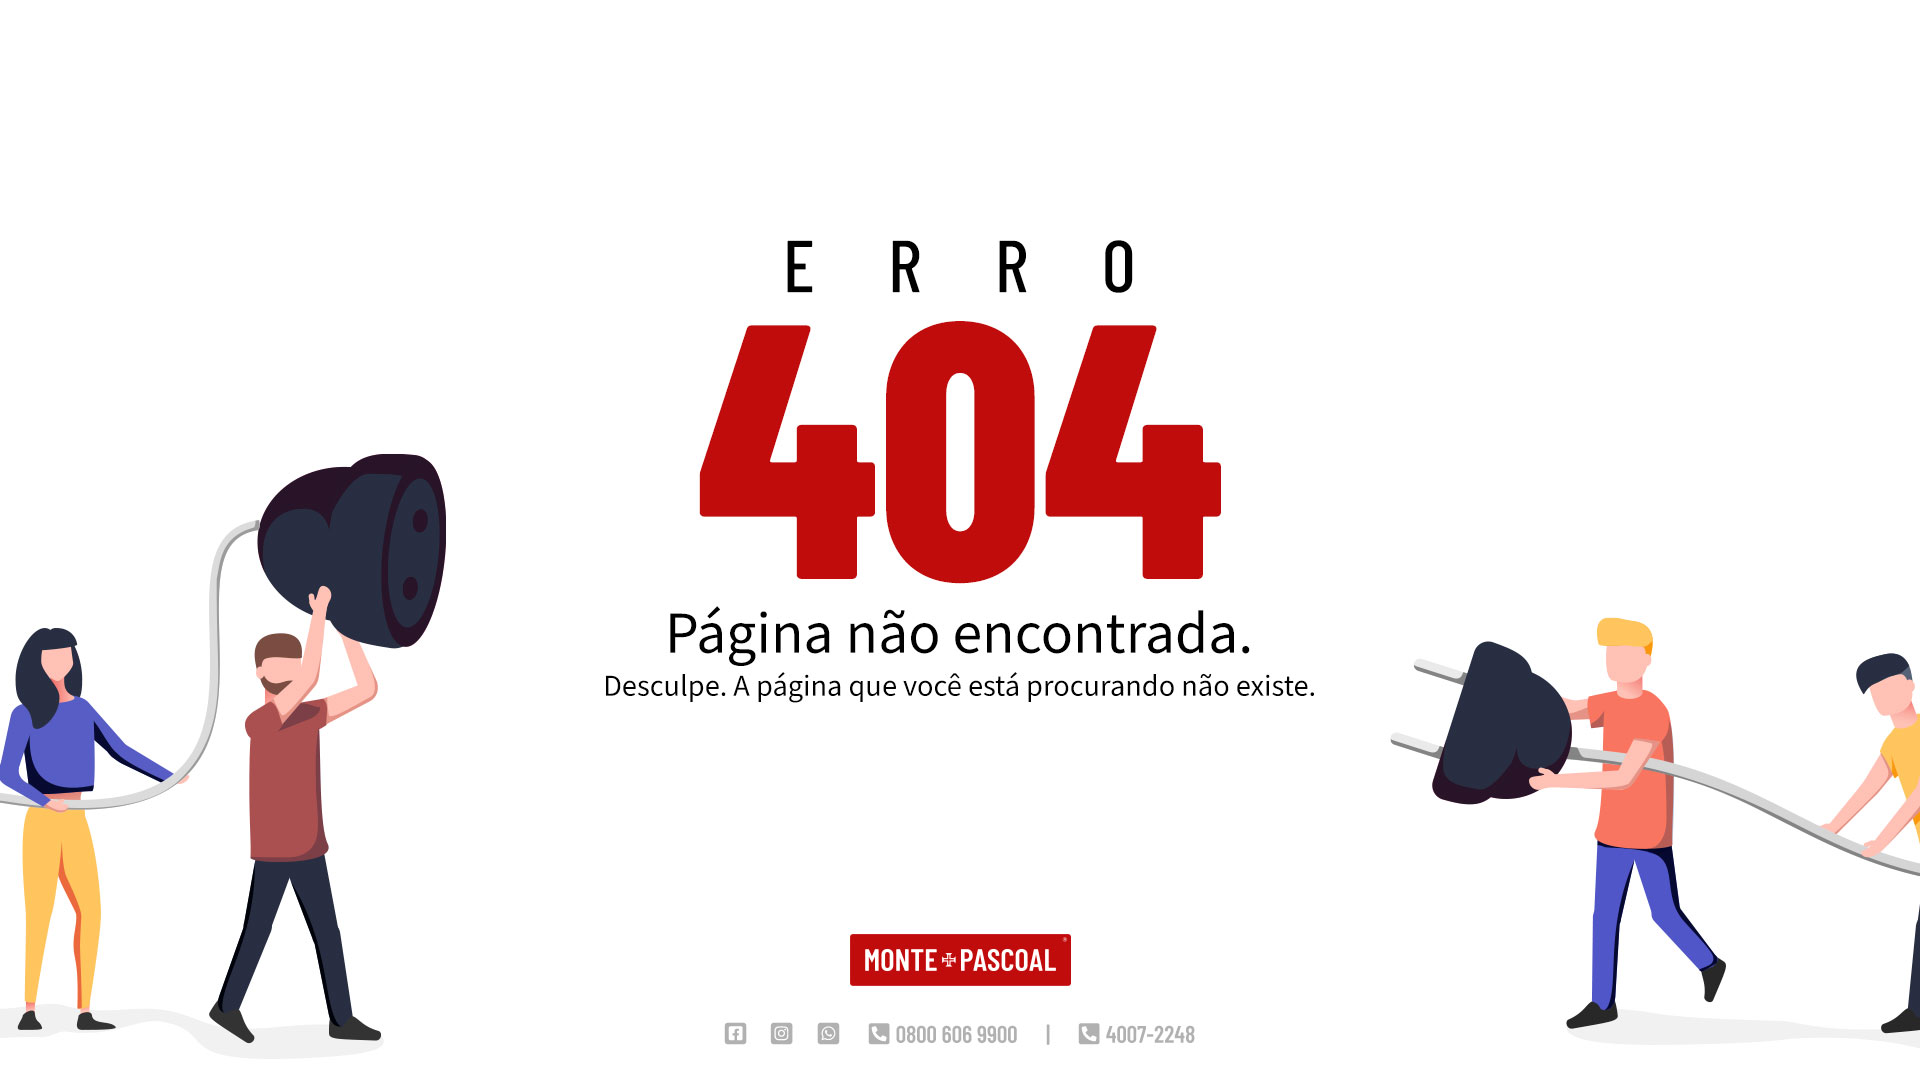 E R R O
404
Página não encontrada.
Desculpe. A página que você está procurando não existe.
MONTE PASCOAL
0800 606 9900 | 4007-2248